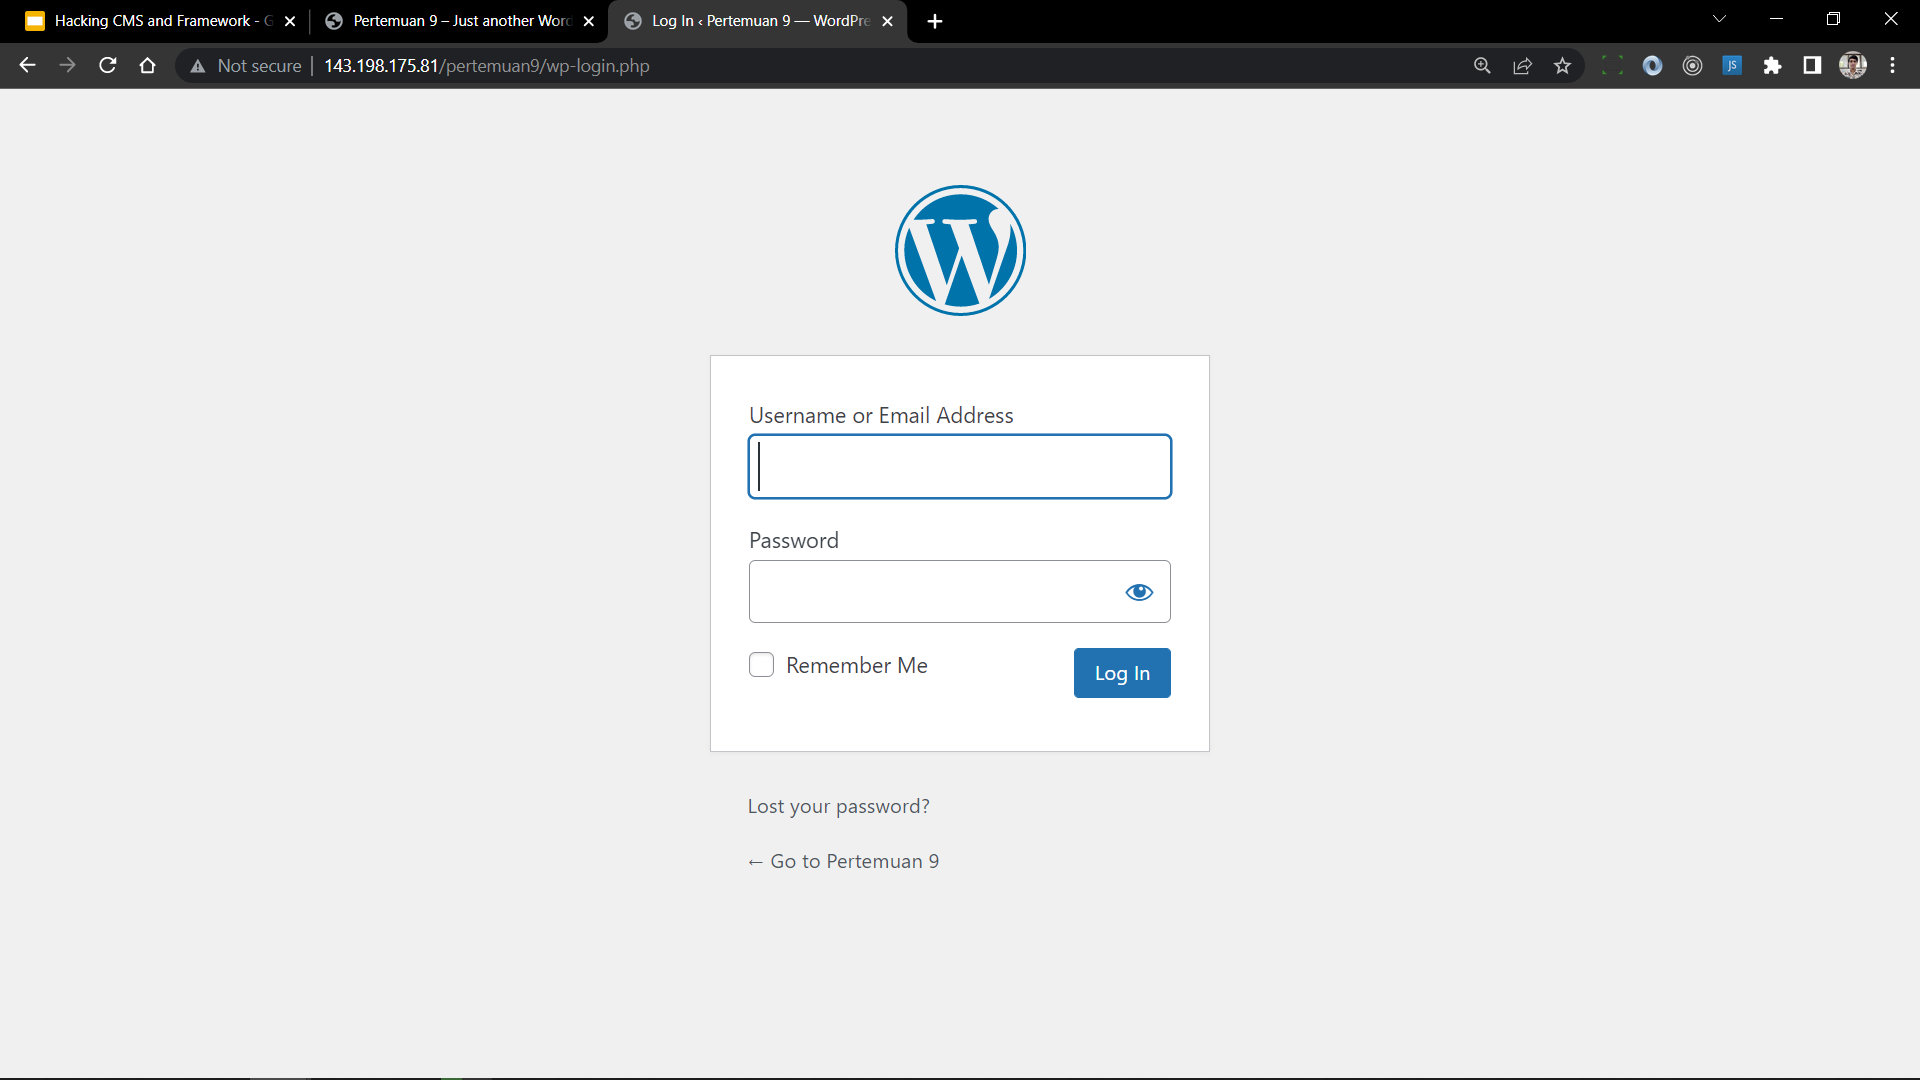 Hacking CMS and Framework - G
Pertemuan 9 – Just another Word
Log In ‹ Pertemuan 9 — WordPre
Not secure
143.198.175.81/pertemuan9/wp-login.php
JS
Username or Email Address
Password
Remember Me
Log In
Lost your password?
← Go to Pertemuan 9